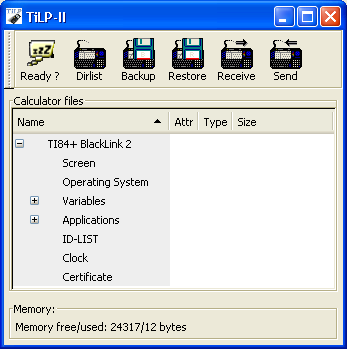 TiLP-II
Ready ? Dirlist Backup Restore Receive Send
Calculator files
Name Attr Type Size
TI84+ BlackLink 2
Screen
Operating System
Variables
Applications
ID-LIST
Clock
Certificate
Memory:
Memory free/used: 24317/12 bytes